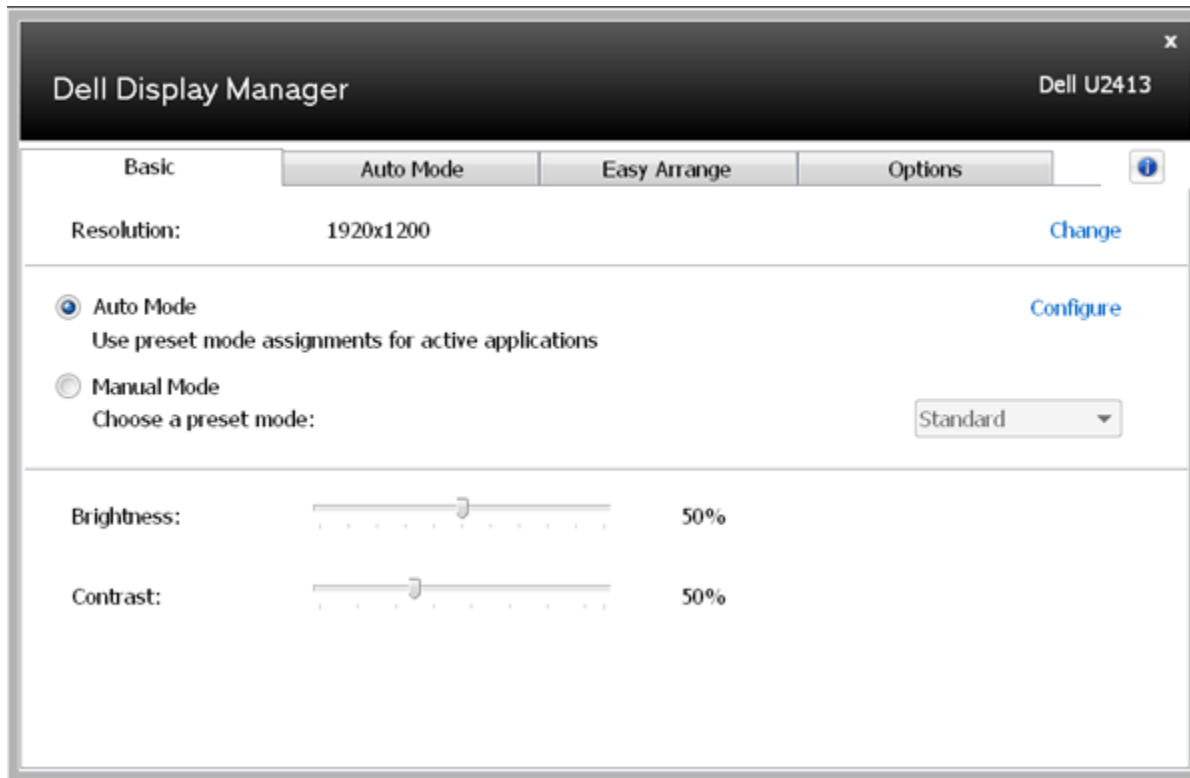 x
Dell Display Manager Dell U2413
Basic Auto Mode Easy Arrange Options i
Resolution: 1920x1200 Change
Auto Mode Configure
Use preset mode assignments for active applications
Manual Mode
Choose a preset mode: Standard
Brightness: 50%
Contrast: 50%